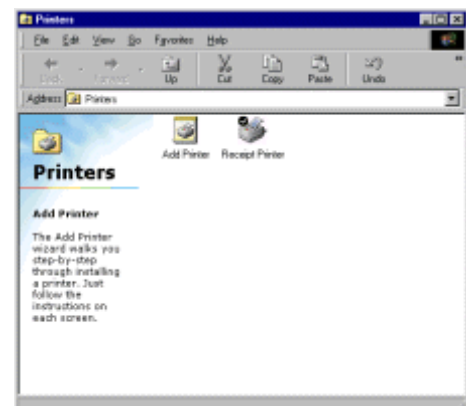 Printers
File Edit View Go Favorites Help
Back Forward Up Cut Copy Paste Undo
Address Printers
Add Printer Receipt Printer
Printers
Add Printer
The Add Printer
wizard walks you
step-by-step
through installing
a printer. Just
follow the
instructions on
each screen.